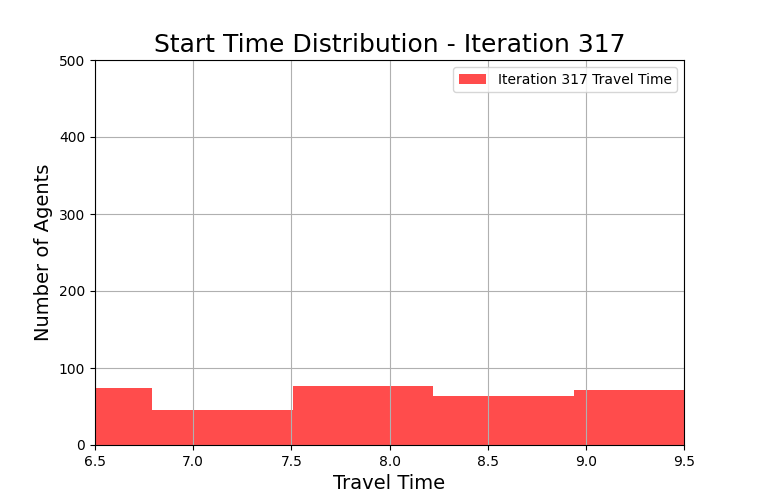 Start Time Distribution - Iteration 317
500
400
300
200
100
0
Number of Agents
Iteration 317 Travel Time
6.5 7.0 7.5 8.0 8.5 9.0 9.5
Travel Time